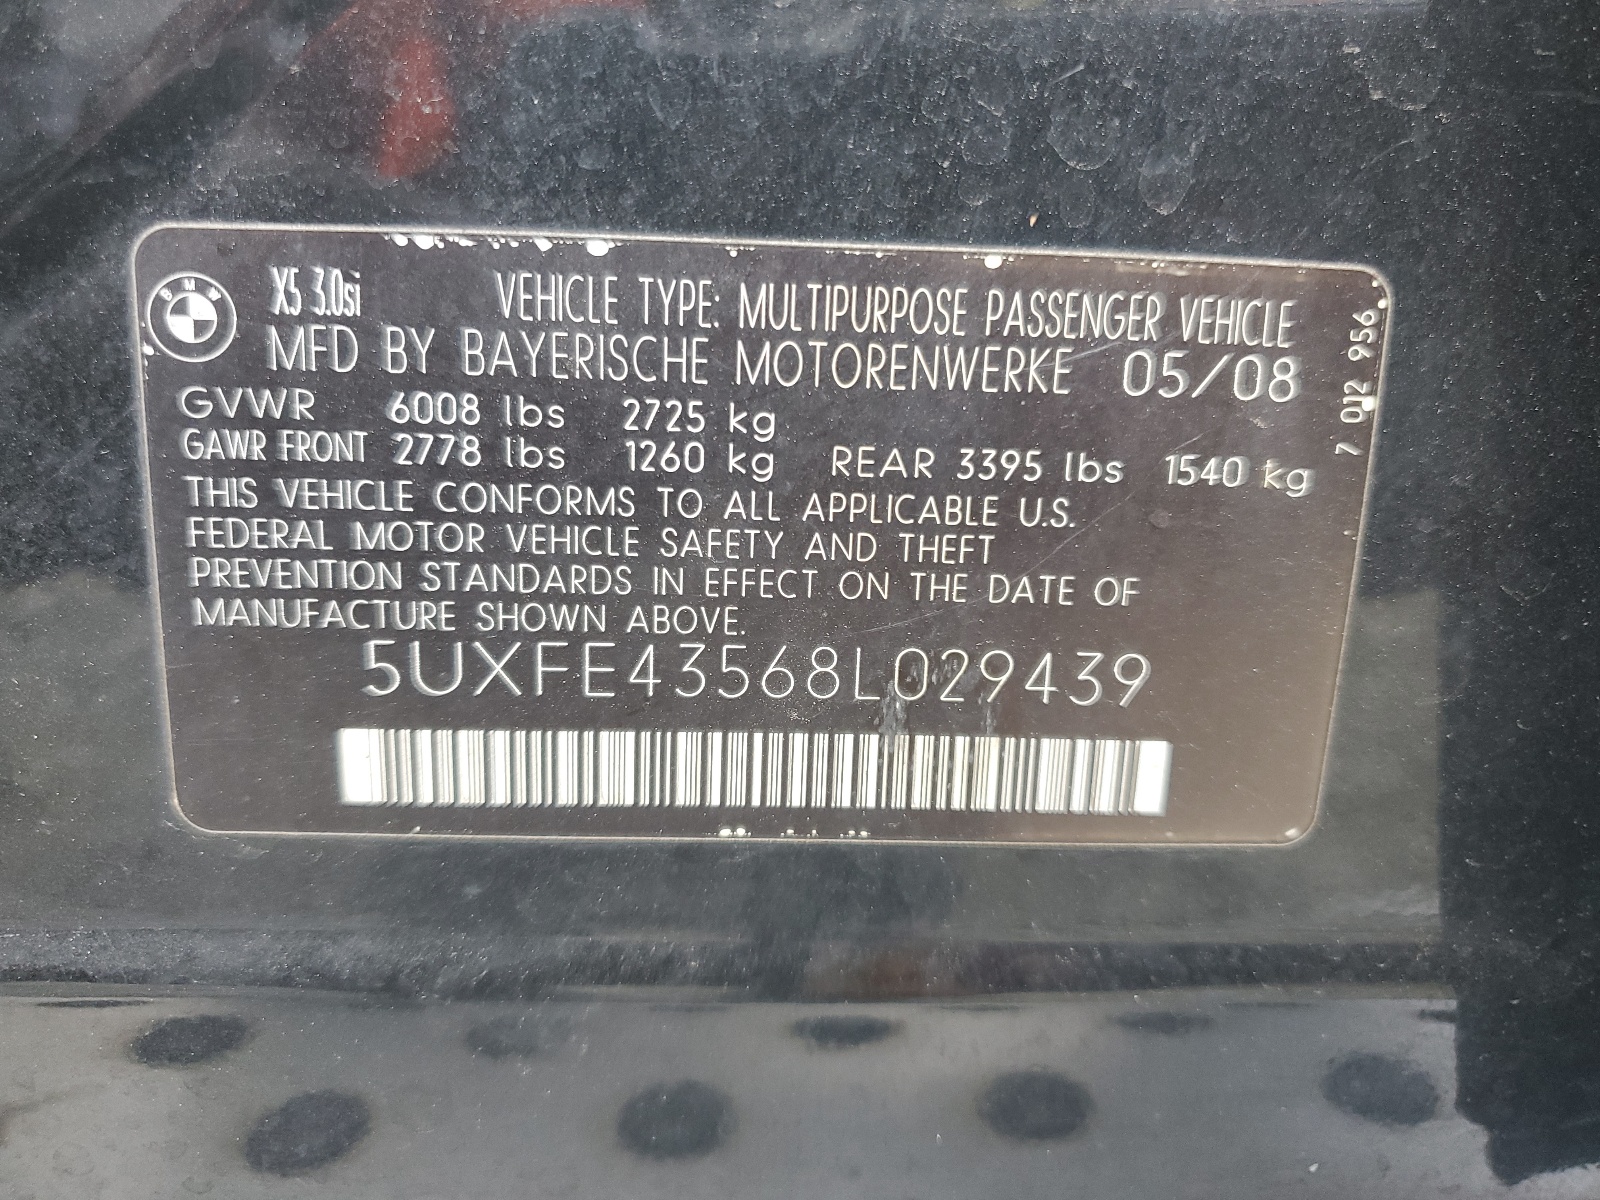 BMW
X5 3.0si VEHICLE TYPE: MULTIPURPOSE PASSENGER VEHICLE
MFD BY BAYERISCHE MOTORENWERKE 05/08
GVWR 6008 lbs 2725 kg
GAWR FRONT 2778 lbs 1260 kg REAR 3395 lbs 1540 kg
THIS VEHICLE CONFORMS TO ALL APPLICABLE U.S.
FEDERAL MOTOR VEHICLE SAFETY AND THEFT
PREVENTION STANDARDS IN EFFECT ON THE DATE OF
MANUFACTURE SHOWN ABOVE.
5UXFE43568L029439
7 012 956